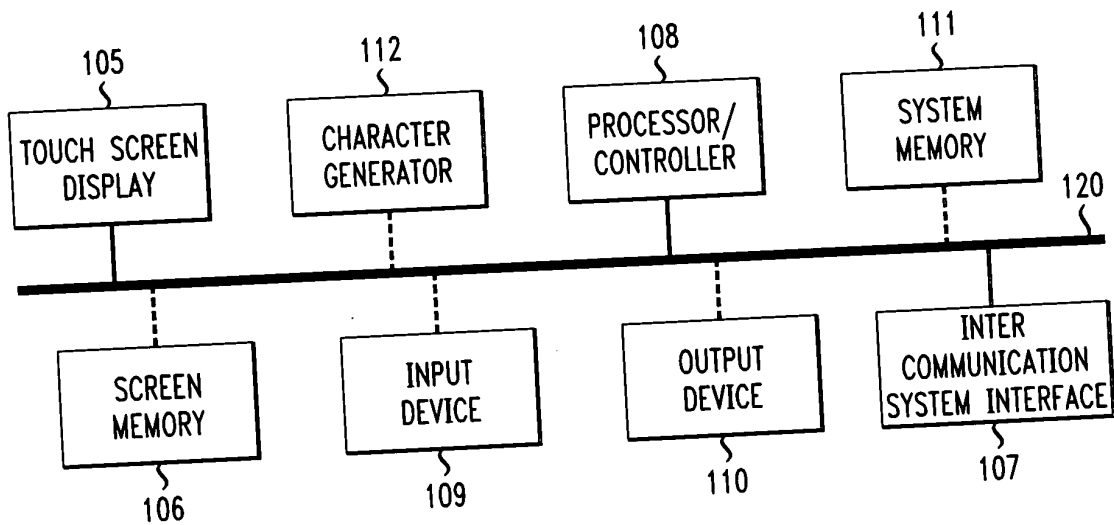 105
112
108
111
TOUCH SCREEN
DISPLAY
CHARACTER
GENERATOR
PROCESSOR/
CONTROLLER
SYSTEM
MEMORY
120
SCREEN
MEMORY
INPUT
DEVICE
OUTPUT
DEVICE
INTER
COMMUNICATION
SYSTEM INTERFACE
106
109
110
107